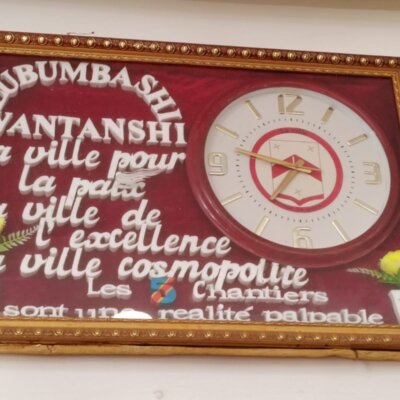 UBUMBASHI
WANTANSHI
a ville pour
la paix
a ville de
l' excellence
a ville cosmopolite
Les 5 Chantiers
sont une realité palpable
12
3
6
9